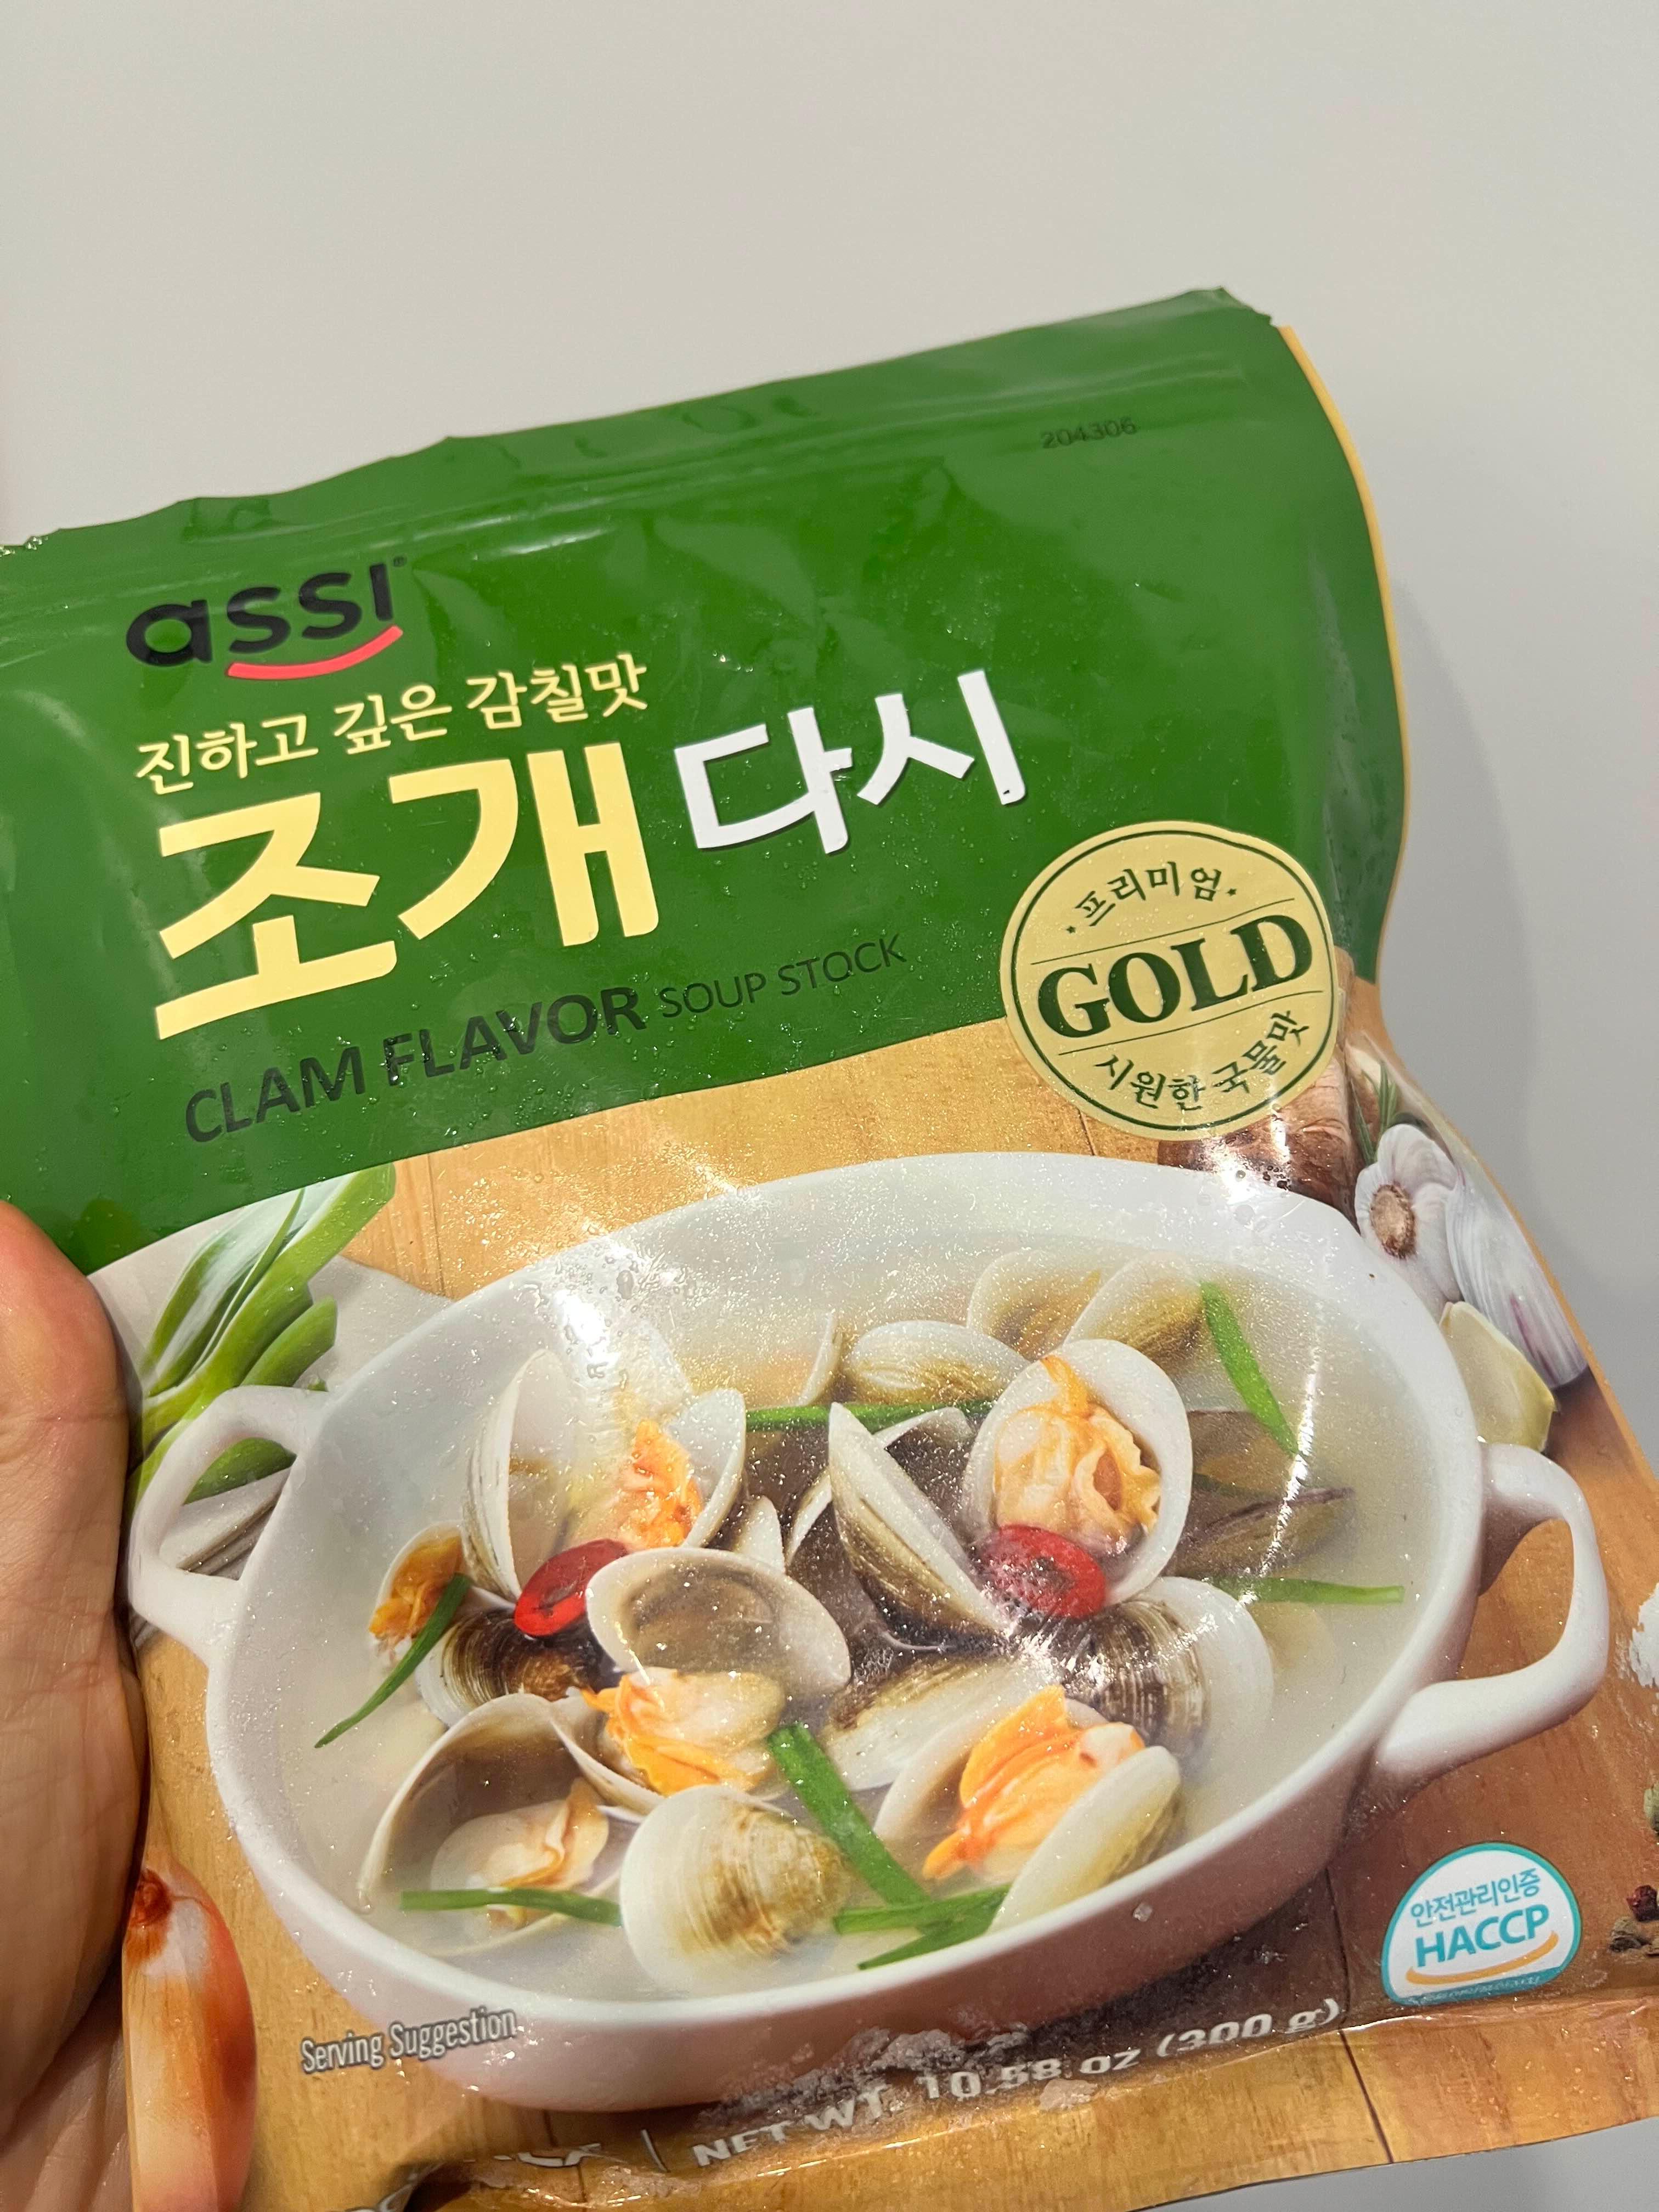 204306
assi®
진하고 깊은 감칠맛
조개다시
CLAM FLAVOR SOUP STOCK
프리미엄
GOLD
시원한 국물맛
안전관리인증
HACCP
Serving Suggestion
NET WT. 10.58 oz (300 g)